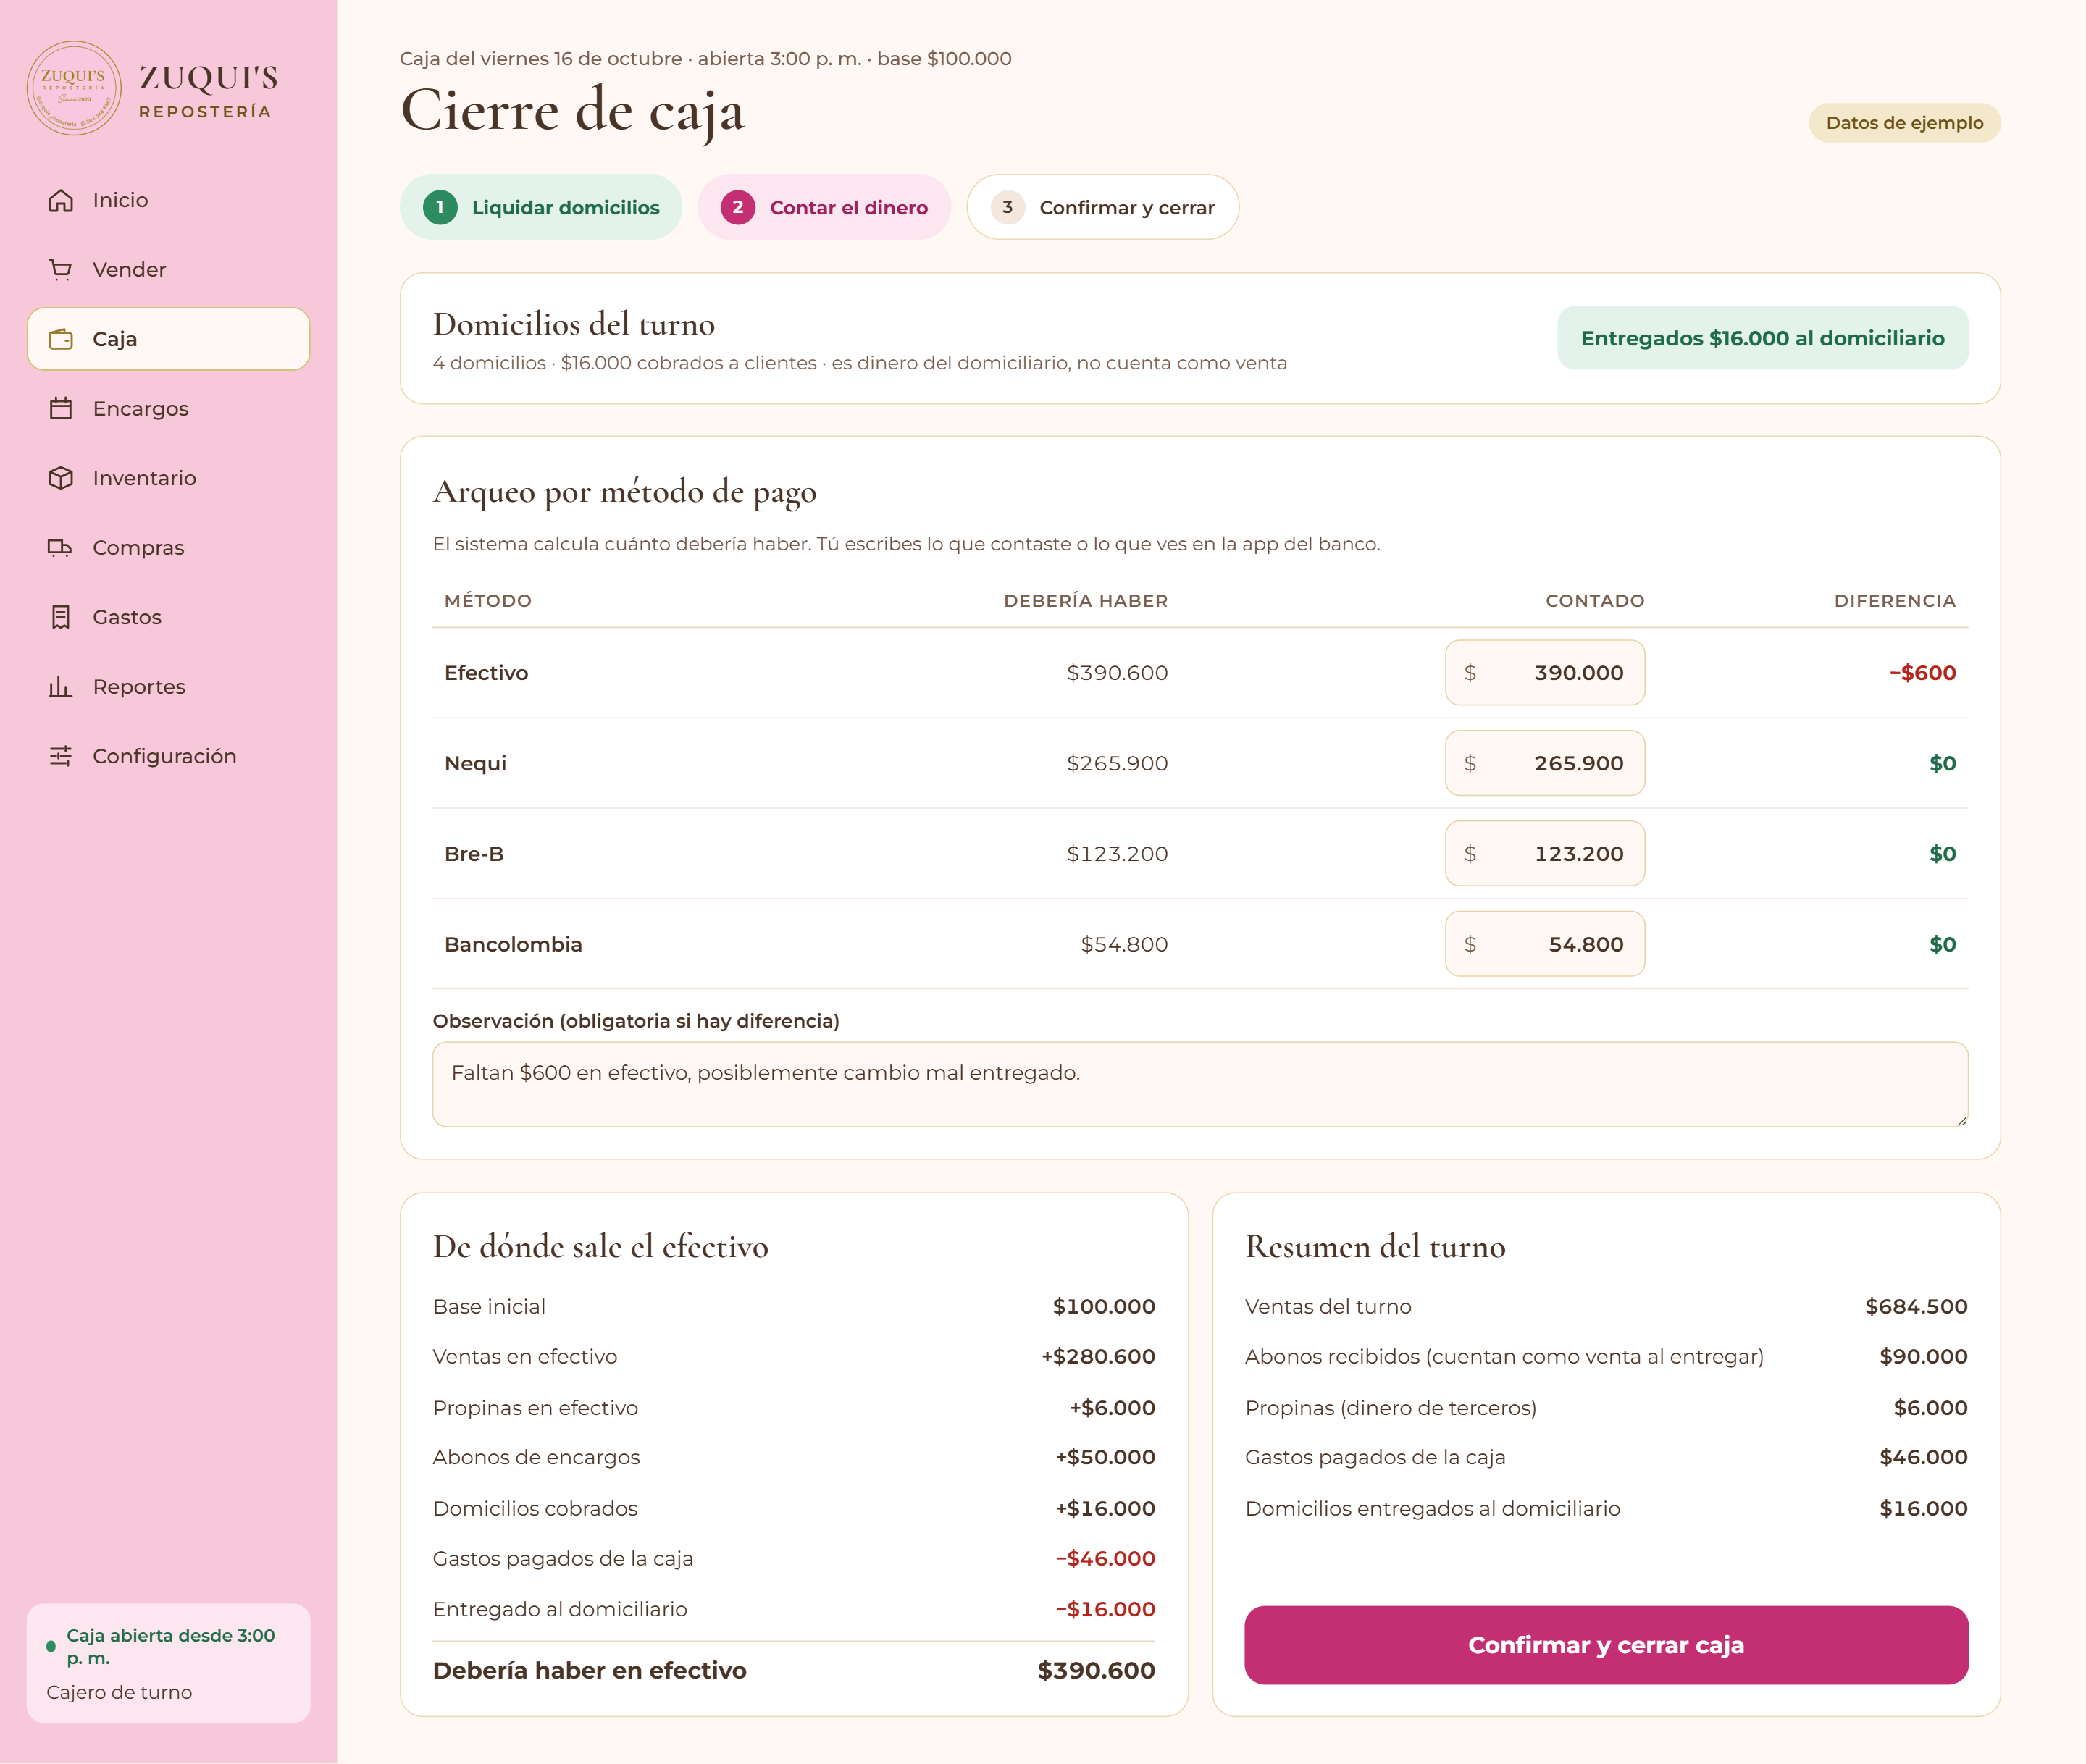 ZUQUI'S
REPOSTERÍA
Since 2020
ZUQUI'S
REPOSTERÍA
Inicio
Vender
Caja
Encargos
Inventario
Compras
Gastos
Reportes
Configuración
Caja abierta desde 3:00
p. m.
Cajero de turno
Caja del viernes 16 de octubre · abierta 3:00 p. m. · base $100.000
Cierre de caja
Datos de ejemplo
1 Liquidar domicilios
2 Contar el dinero
3 Confirmar y cerrar
Domicilios del turno
4 domicilios · $16.000 cobrados a clientes · es dinero del domiciliario, no cuenta como venta
Entregados $16.000 al domiciliario
Arqueo por método de pago
El sistema calcula cuánto debería haber. Tú escribes lo que contaste o lo que ves en la app del banco.
MÉTODO DEBERÍA HABER CONTADO DIFERENCIA
Efectivo $390.600 $ 390.000 −$600
Nequi $265.900 $ 265.900 $0
Bre-B $123.200 $ 123.200 $0
Bancolombia $54.800 $ 54.800 $0
Observación (obligatoria si hay diferencia)
Faltan $600 en efectivo, posiblemente cambio mal entregado.
De dónde sale el efectivo
Base inicial $100.000
Ventas en efectivo +$280.600
Propinas en efectivo +$6.000
Abonos de encargos +$50.000
Domicilios cobrados +$16.000
Gastos pagados de la caja −$46.000
Entregado al domiciliario −$16.000
Debería haber en efectivo $390.600
Resumen del turno
Ventas del turno $684.500
Abonos recibidos (cuentan como venta al entregar) $90.000
Propinas (dinero de terceros) $6.000
Gastos pagados de la caja $46.000
Domicilios entregados al domiciliario $16.000
Confirmar y cerrar caja